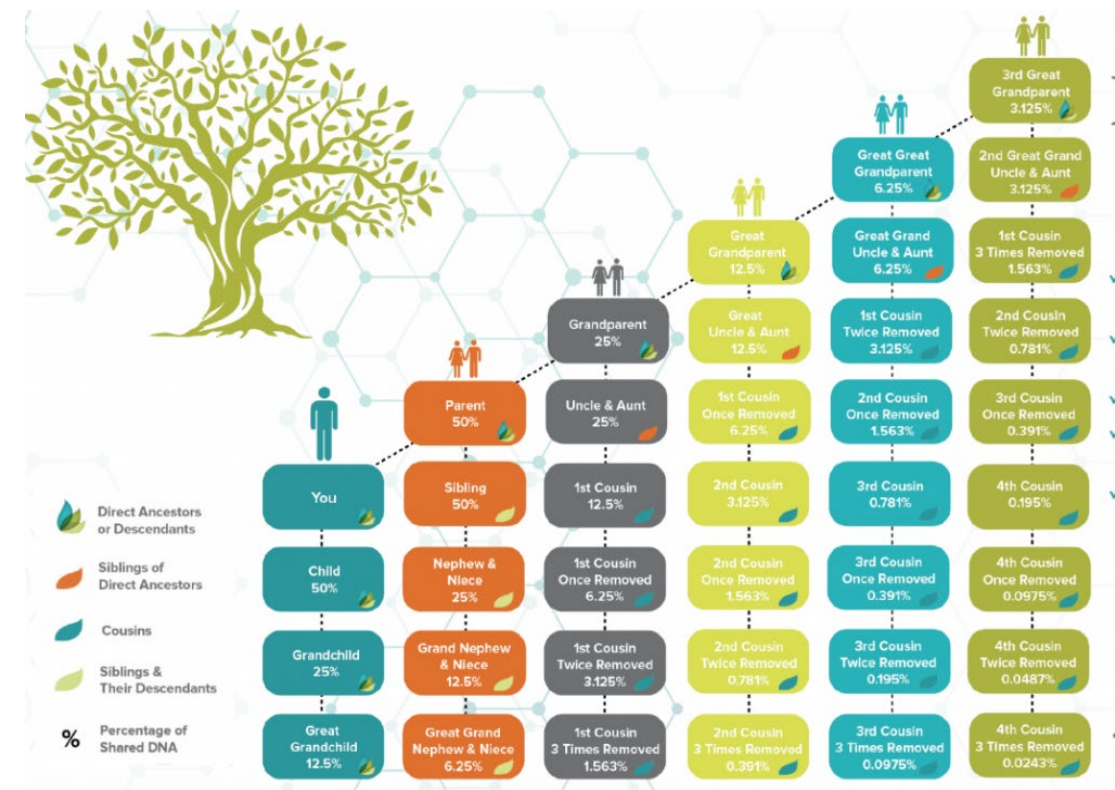 3rd Great
Grandparent
3.125%
Great Great
Grandparent
6.25%
2nd Great Grand
Uncle & Aunt
3.125%
Great
Grandparent
12.5%
Great Grand
Uncle & Aunt
6.25%
1st Cousin
3 Times Removed
1.563%
Grandparent
25%
Great
Uncle & Aunt
12.5%
1st Cousin
Twice Removed
3.125%
2nd Cousin
Twice Removed
0.781%
Parent
50%
Uncle & Aunt
25%
1st Cousin
Once Removed
6.25%
2nd Cousin
Once Removed
1.563%
3rd Cousin
Once Removed
0.391%
You
Sibling
50%
1st Cousin
12.5%
2nd Cousin
3.125%
3rd Cousin
0.781%
4th Cousin
0.195%
Child
50%
Nephew &
Niece
25%
1st Cousin
Once Removed
6.25%
2nd Cousin
Once Removed
1.563%
3rd Cousin
Once Removed
0.391%
4th Cousin
Once Removed
0.0975%
Grandchild
25%
Grand Nephew
& Niece
12.5%
1st Cousin
Twice Removed
3.125%
2nd Cousin
Twice Removed
0.781%
3rd Cousin
Twice Removed
0.195%
4th Cousin
Twice Removed
0.0487%
Great
Grandchild
12.5%
Great Grand
Nephew & Niece
6.25%
1st Cousin
3 Times Removed
1.563%
2nd Cousin
3 Times Removed
0.391%
3rd Cousin
3 Times Removed
0.0975%
4th Cousin
3 Times Removed
0.0243%
Direct Ancestors
or Descendants
Siblings of
Direct Ancestors
Cousins
Siblings &
Their Descendants
% Percentage of
Shared DNA